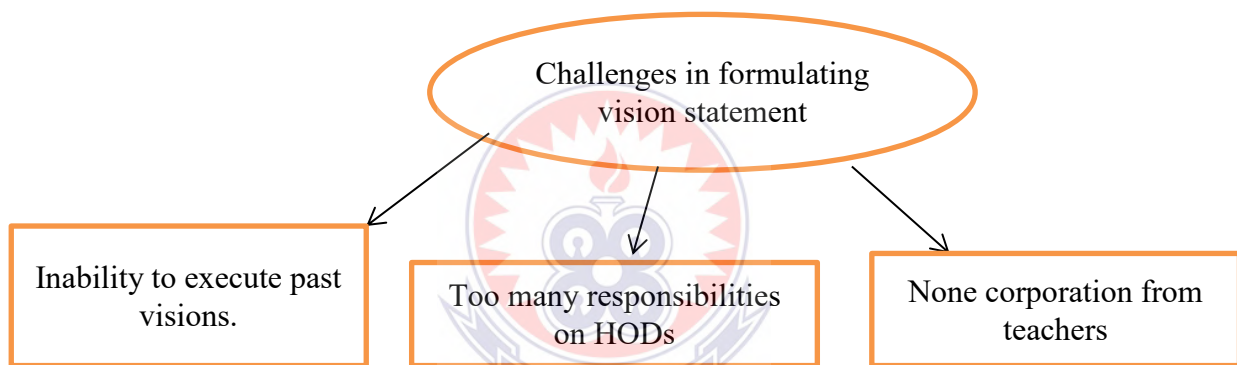 Challenges in formulating
vision statement
Inability to execute past
visions.
Too many responsibilities
on HODs
None corporation from
teachers